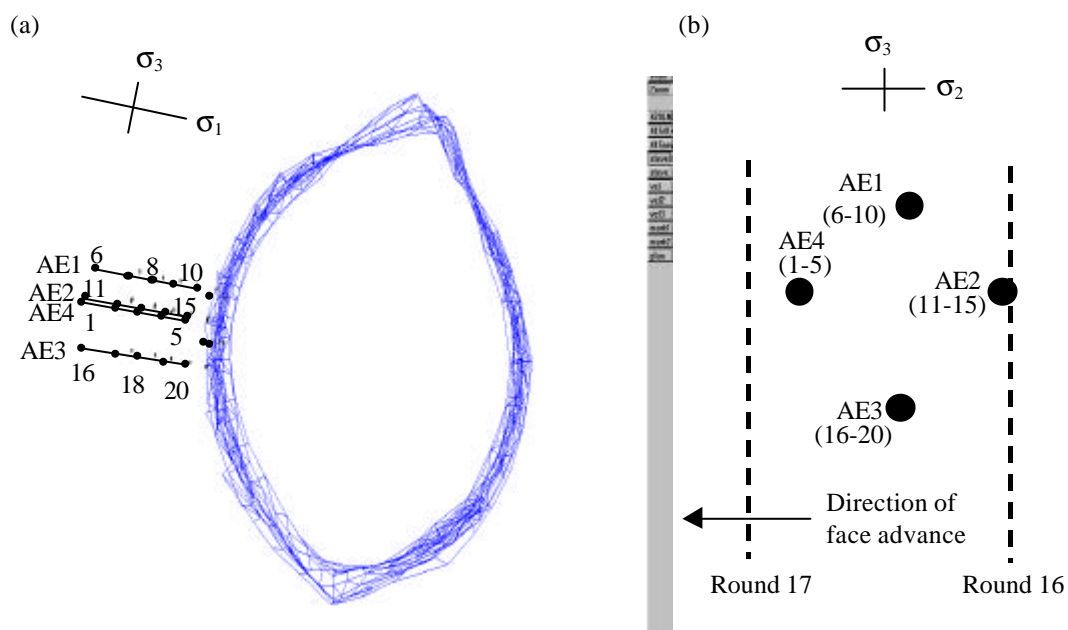 (a)
σ3
σ1
AE1
6
8
10
AE2
11
15
AE4
1
5
AE3
16
18
20
(b)
σ3
σ2
AE1
(6-10)
AE4
(1-5)
AE2
(11-15)
AE3
(16-20)
Direction of
face advance
Round 17
Round 16